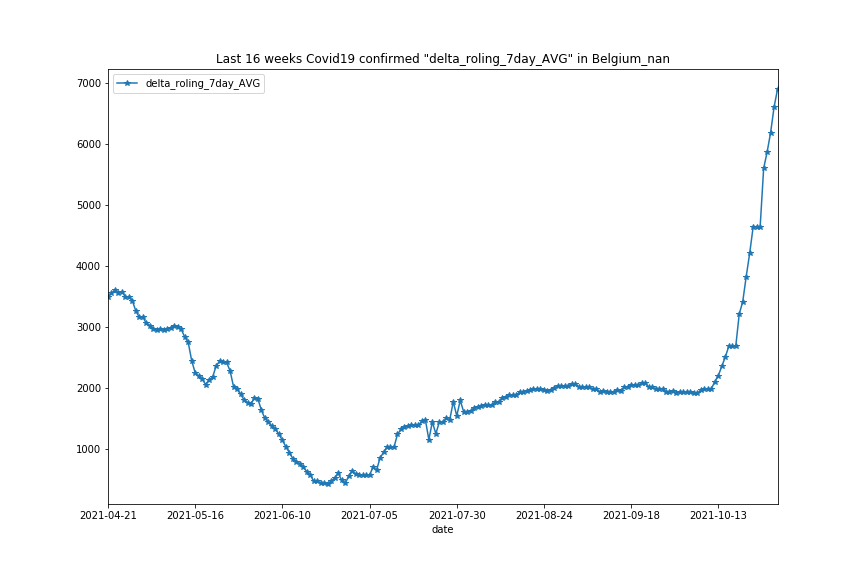 Last 16 weeks Covid19 confirmed "delta_roling_7day_AVG" in Belgium_nan
delta_roling_7day_AVG
7000
6000
5000
4000
3000
2000
1000
2021-04-21 2021-05-16 2021-06-10 2021-07-05 2021-07-30 2021-08-24 2021-09-18 2021-10-13
date